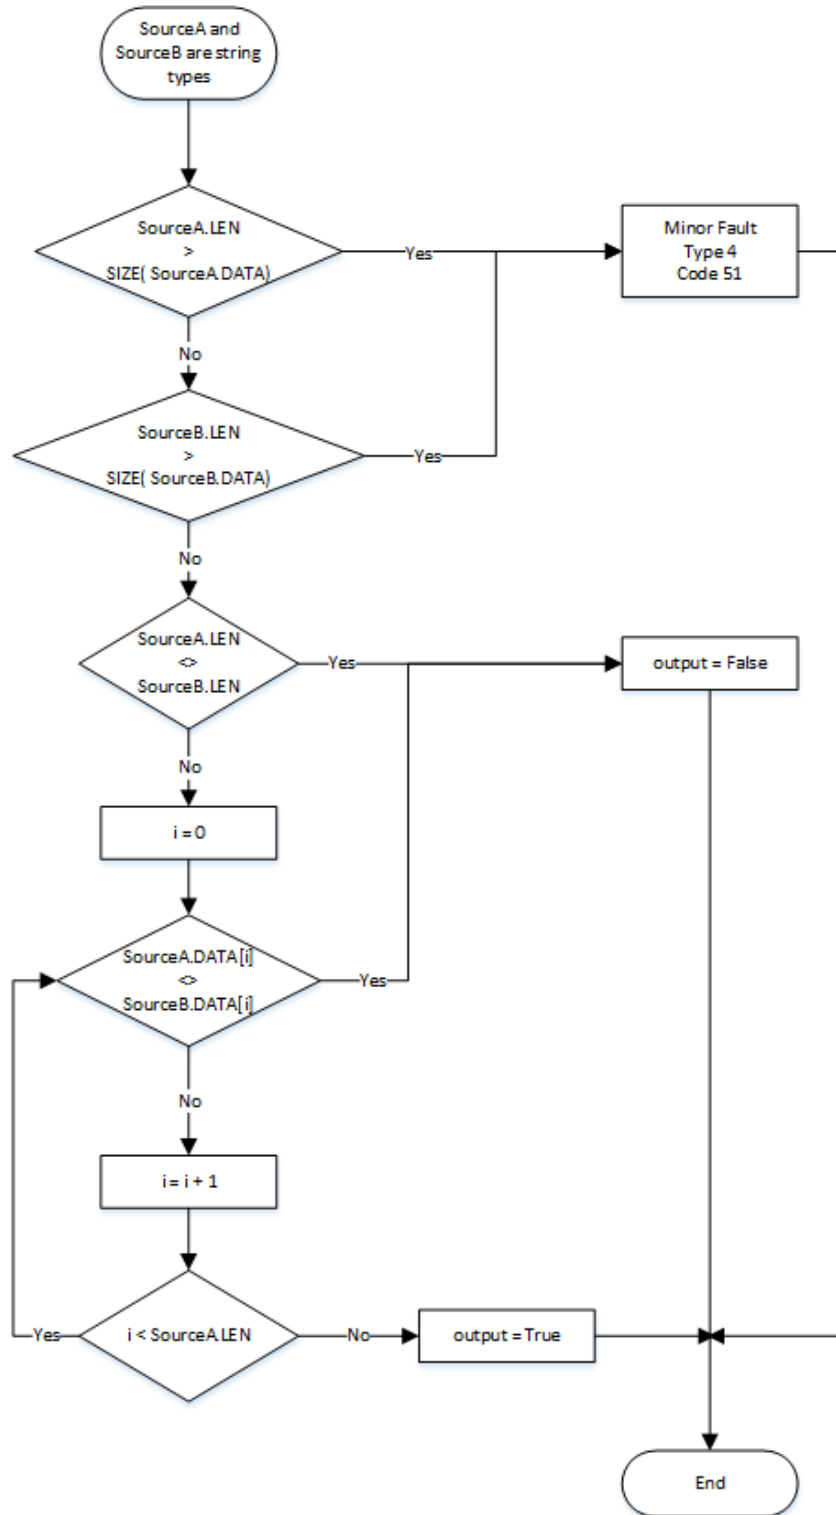 SourceA and
SourceB are string
types
SourceA.LEN
>
SIZE( SourceA.DATA)
Yes
Minor Fault
Type 4
Code 51
No
SourceB.LEN
>
SIZE( SourceB.DATA)
Yes
No
SourceA.LEN
<>
SourceB.LEN
Yes
output = False
No
i = 0
SourceA.DATA[i]
<>
SourceB.DATA[i]
Yes
No
i = i + 1
Yes
i < SourceA.LEN
No
output = True
End